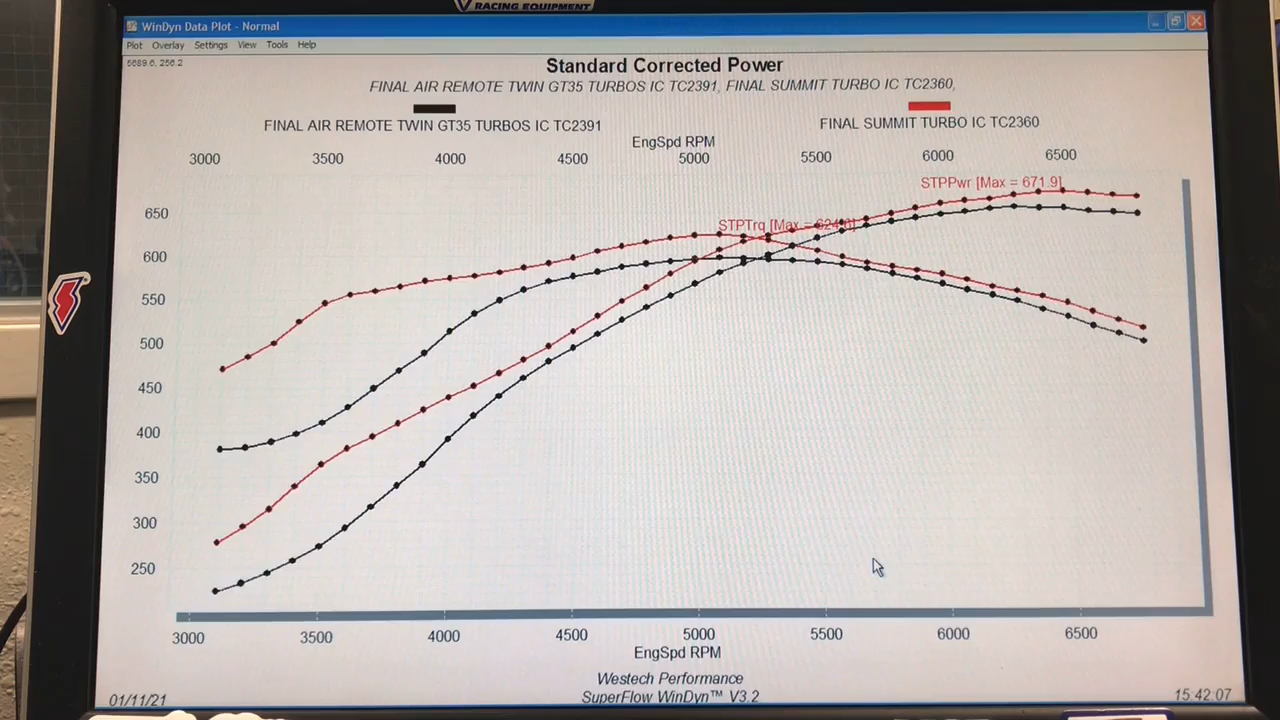 RACING EQUIPMENT
WinDyn Data Plot - Normal
Plot Overlay Settings View Tools Help
5689.6, 256.2
Standard Corrected Power
FINAL AIR REMOTE TWIN GT35 TURBOS IC TC2391, FINAL SUMMIT TURBO IC TC2360,
FINAL AIR REMOTE TWIN GT35 TURBOS IC TC2391
FINAL SUMMIT TURBO IC TC2360
EngSpd RPM
3000 3500 4000 4500 5000 5500 6000 6500
STPPwr [Max = 671.9]
STPTrq [Max = 624.6]
650
600
550
500
450
400
350
300
250
3000 3500 4000 4500 5000 5500 6000 6500
EngSpd RPM
Westech Performance
SuperFlow WinDyn™ V3.2
01/11/21
15:42:07